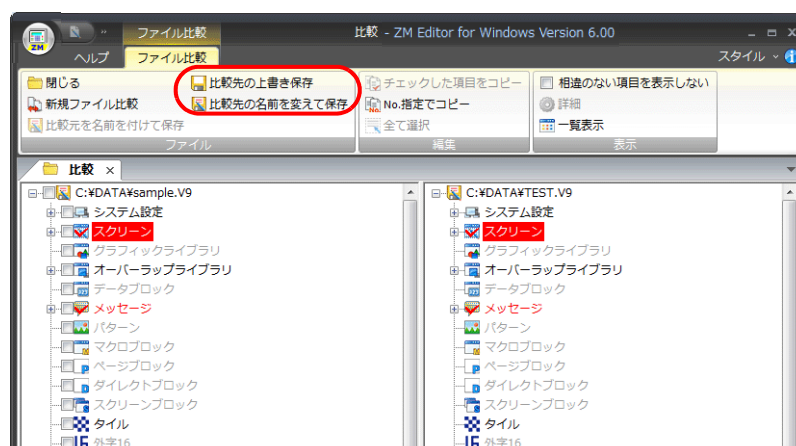 ファイル比較
比較 - ZM Editor for Windows Version 6.00
ZM
ヘルプ
ファイル比較
スタイル
閉じる
比較先の上書き保存
チェックした項目をコピー
相違のない項目を表示しない
新規ファイル比較
比較先の名前を変えて保存
No.指定でコピー
詳細
比較元を名前を付けて保存
全て選択
一覧表示
ファイル
編集
表示
比較
C:¥DATA¥sample.V9
システム設定
スクリーン
グラフィックライブラリ
オーバーラップライブラリ
データブロック
メッセージ
パターン
マクロブロック
ページブロック
ダイレクトブロック
スクリーンブロック
タイル
外字16
C:¥DATA¥TEST.V9
システム設定
スクリーン
グラフィックライブラリ
オーバーラップライブラリ
データブロック
メッセージ
パターン
マクロブロック
ページブロック
ダイレクトブロック
スクリーンブロック
タイル
外字16